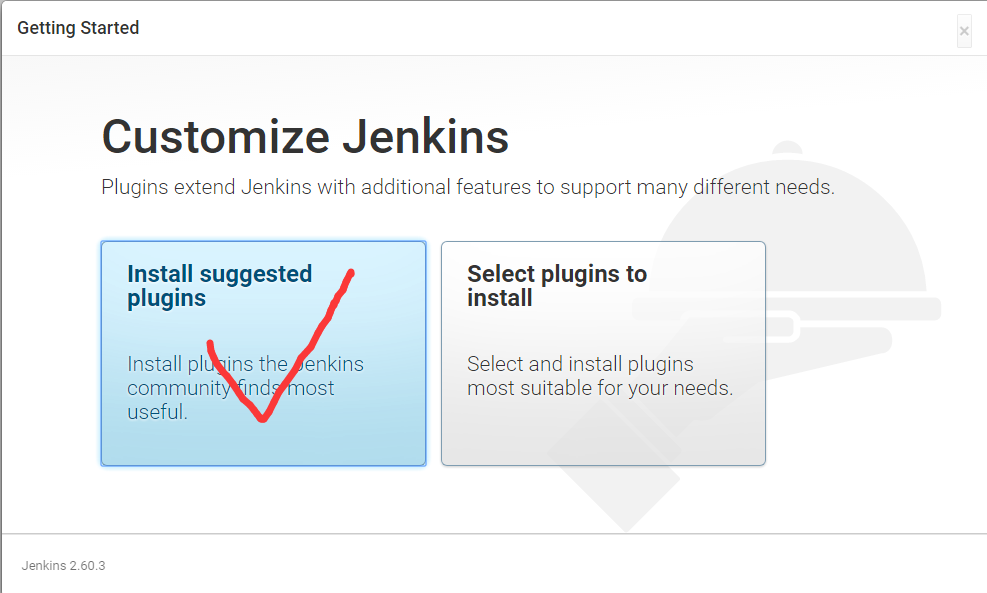 Getting Started
×
Customize Jenkins
Plugins extend Jenkins with additional features to support many different needs.
Install suggested
plugins
Install plugins the Jenkins
community finds most
useful.
Select plugins to
install
Select and install plugins
most suitable for your needs.
Jenkins 2.60.3